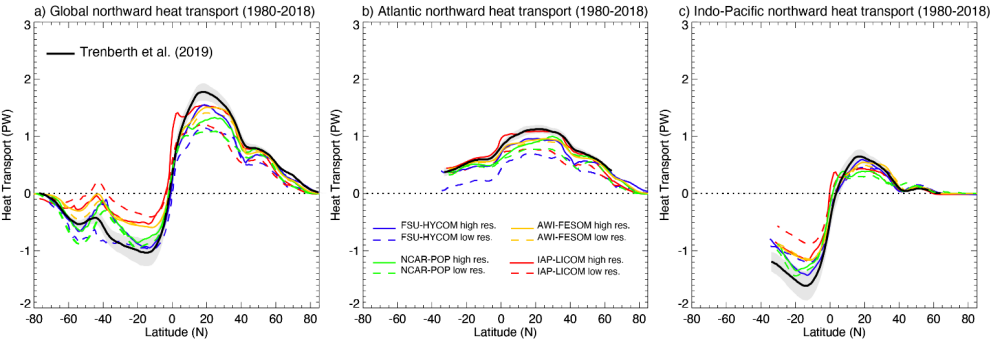 a) Global northward heat transport (1980-2018)
b) Atlantic northward heat transport (1980-2018)
c) Indo-Pacific northward heat transport (1980-2018)
Trenberth et al. (2019)
Heat Transport (PW)
3
2
1
0
-1
-2
-80 -60 -40 -20 0 20 40 60 80
Latitude (N)
Heat Transport (PW)
3
2
1
0
-1
-2
FSU-HYCOM high res.
FSU-HYCOM low res.
NCAR-POP high res.
NCAR-POP low res.
AWI-FESOM high res.
AWI-FESOM low res.
IAP-LICOM high res.
IAP-LICOM low res.
-60 -40 -20 0 20 40 60 80
Latitude (N)
Heat Transport (PW)
3
2
1
0
-1
-2
-80 -60 -40 -20 0 20 40 60 80
Latitude (N)